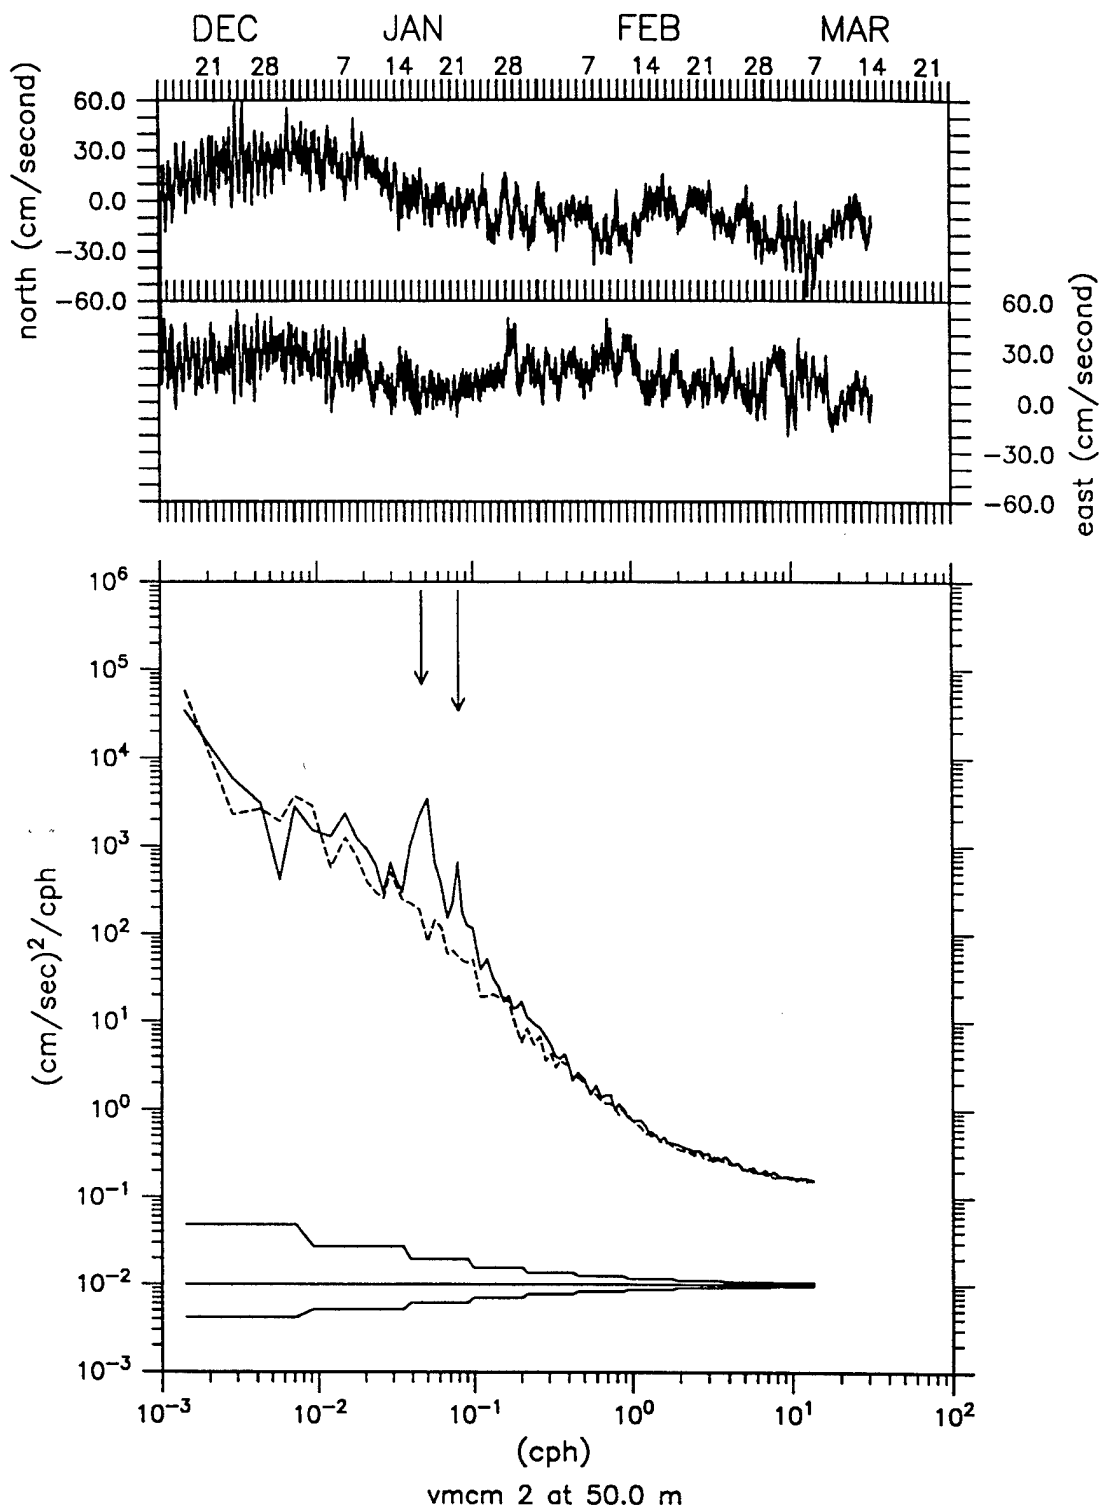 DEC JAN FEB MAR
21 28 7 14 21 28 7 14 21 28 7 14 21
north (cm/second)
60.0
30.0
0.0
−30.0
−60.0
60.0
30.0
0.0
−30.0
−60.0
east (cm/second)
10^6
10^5
10^4
10^3
10^2
10^1
10^0
10^−1
10^−2
10^−3
(cm/sec)^2/cph
10^−3 10^−2 10^−1 10^0 10^1 10^2
(cph)
vmcm 2 at 50.0 m